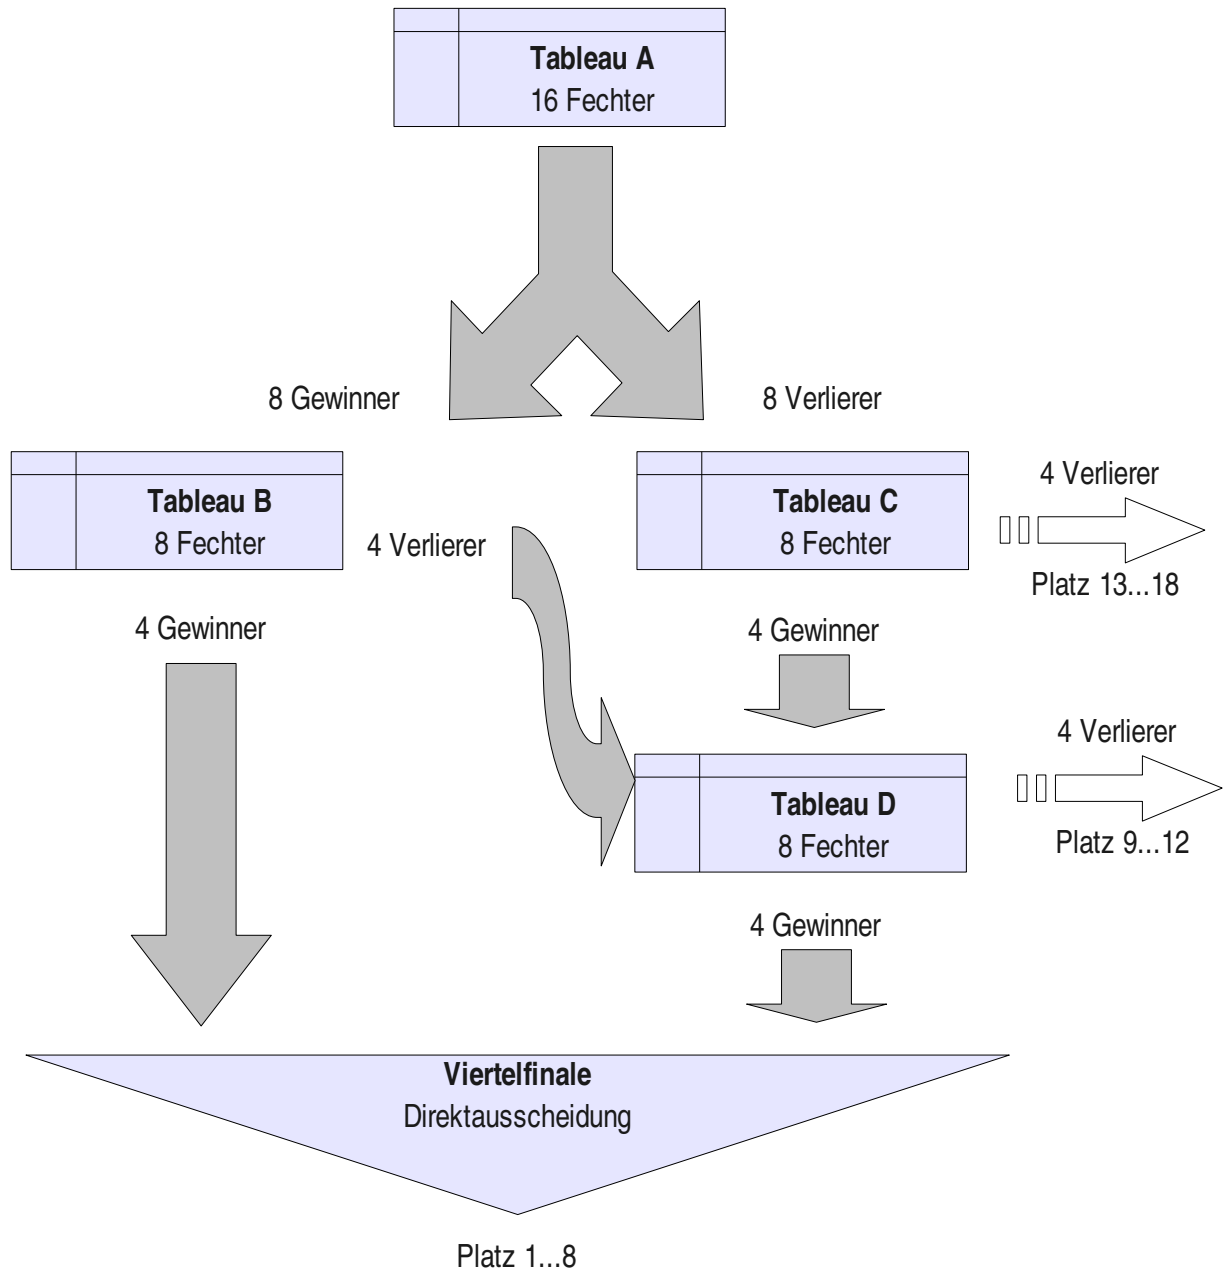 Tableau A
16 Fechter
8 Gewinner
8 Verlierer
Tableau B
8 Fechter
4 Verlierer
Tableau C
8 Fechter
4 Verlierer
Platz 13...18
4 Gewinner
4 Gewinner
Tableau D
8 Fechter
4 Verlierer
Platz 9...12
4 Gewinner
Viertelfinale
Direktausscheidung
Platz 1...8